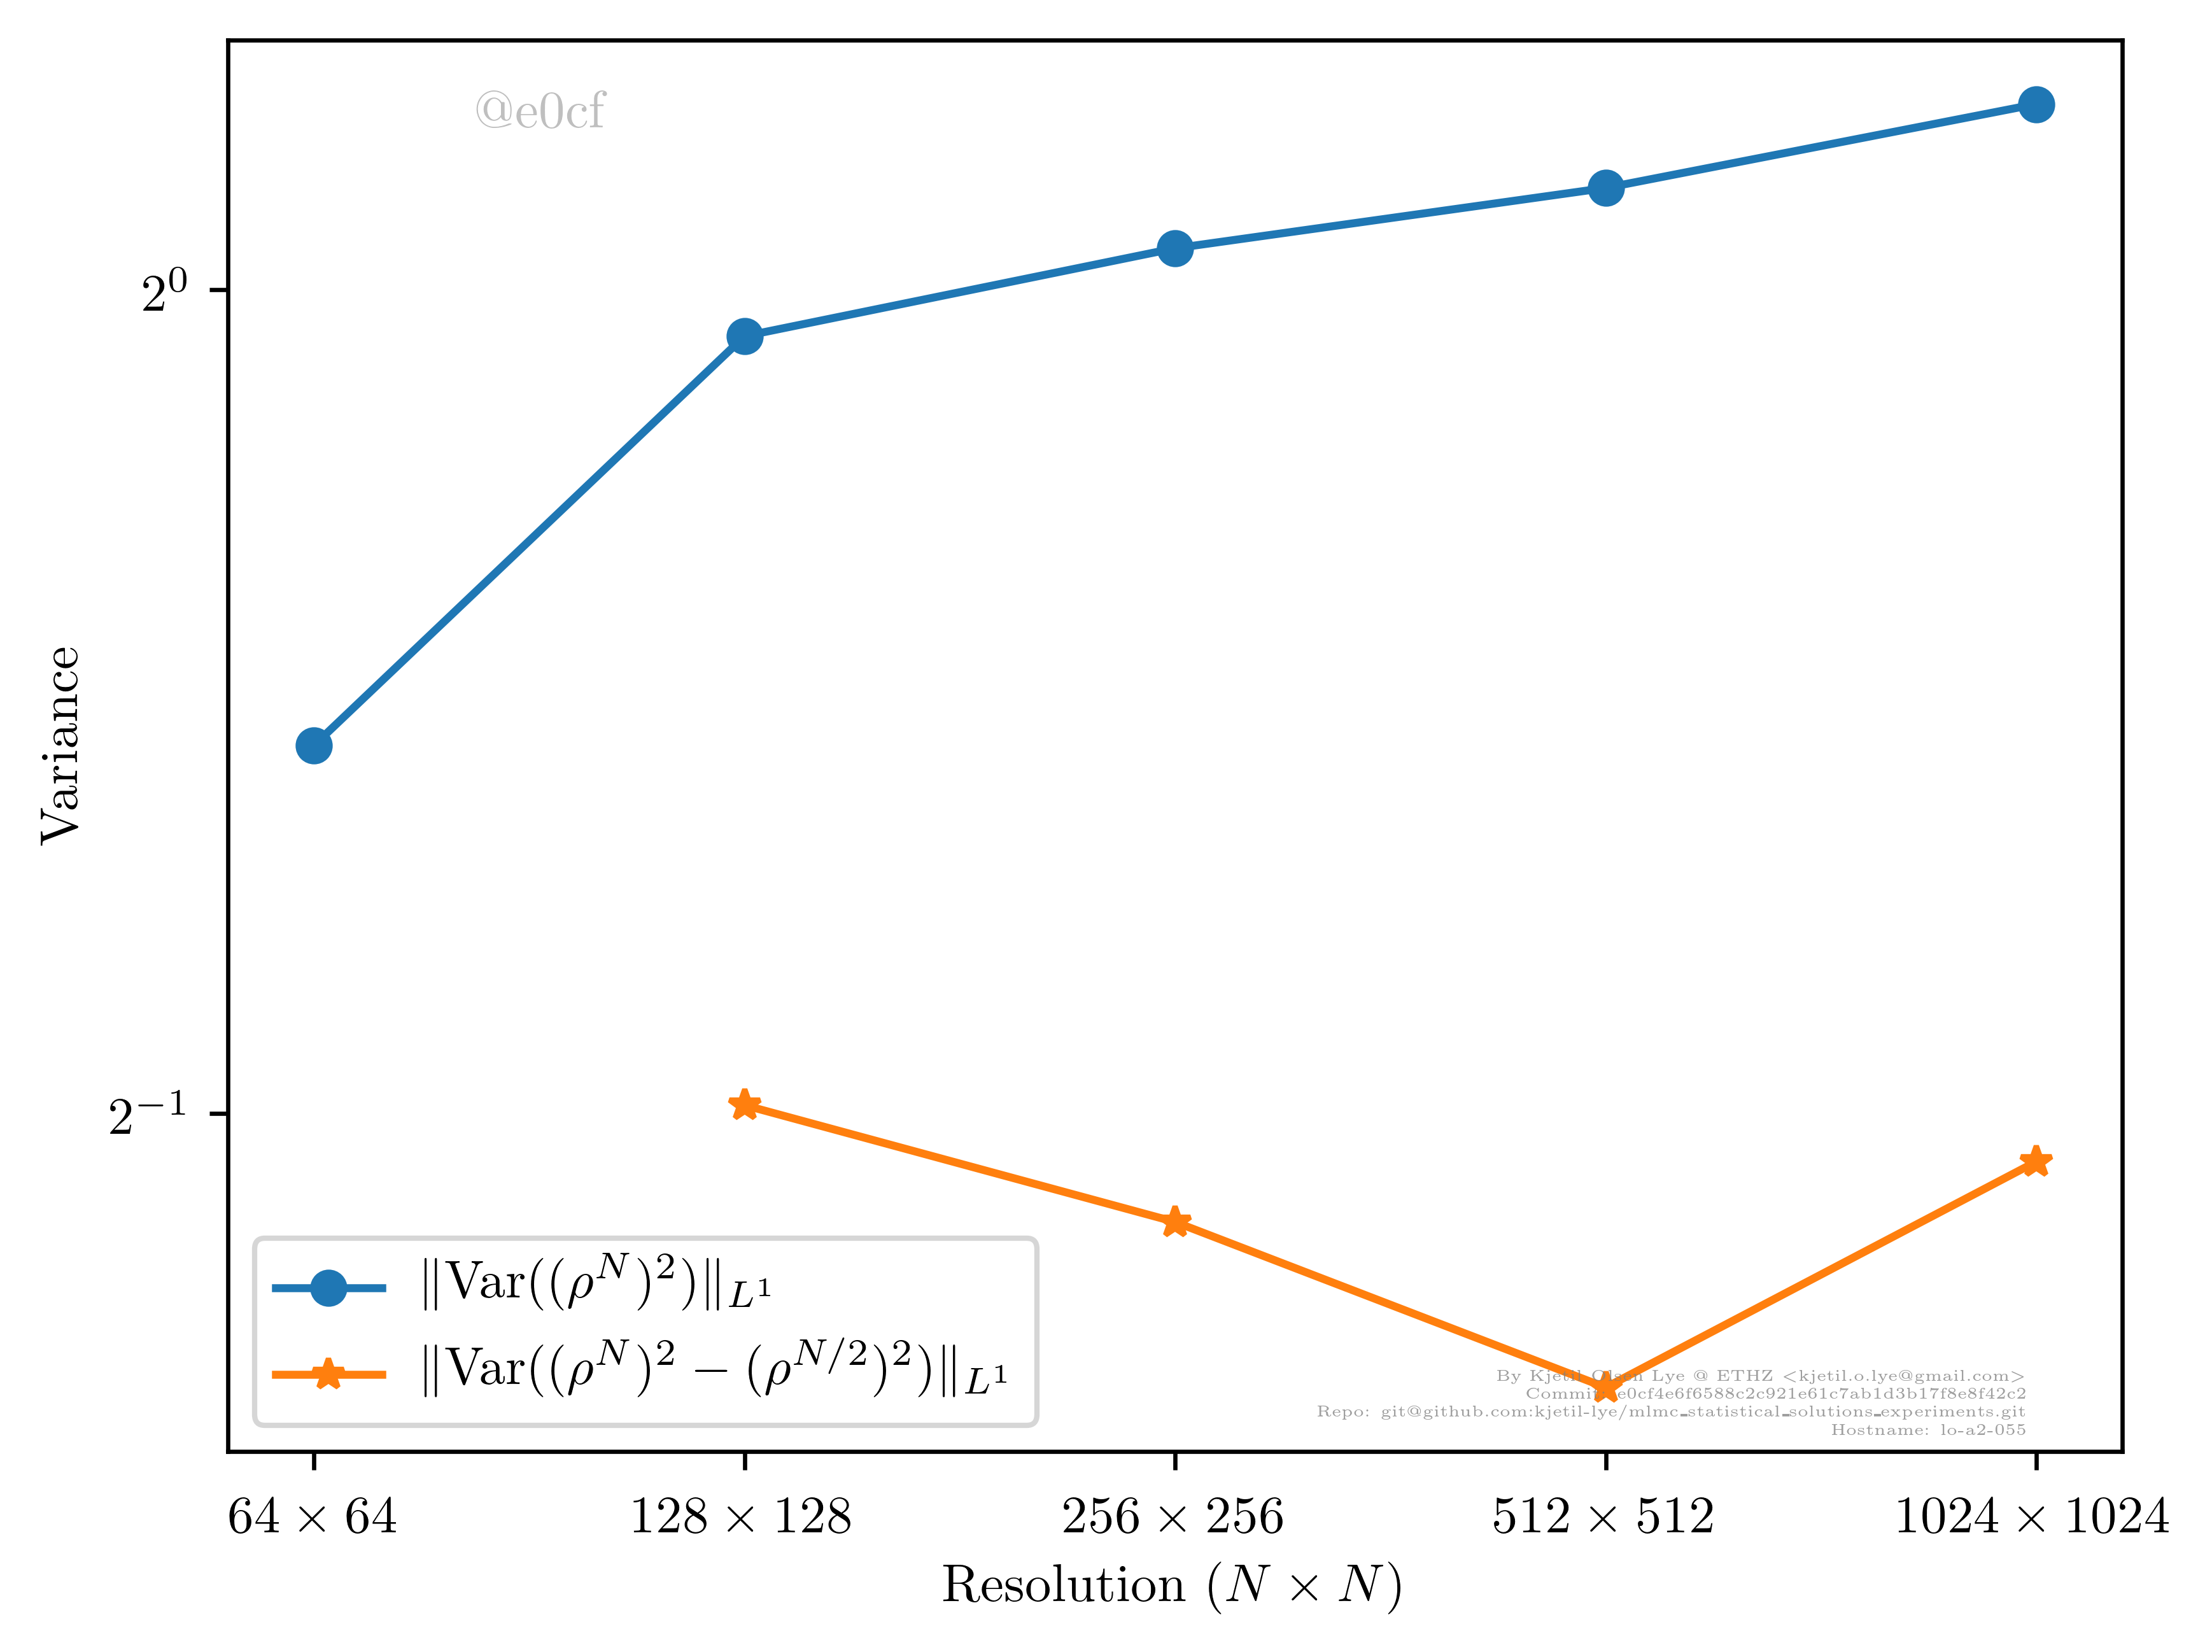 @e0cf
2^0
2^{-1}
Variance
‖Var((ρ^N)^2)‖_{L^1}
‖Var((ρ^N)^2 − (ρ^{N/2})^2)‖_{L^1}
By Kjetil Olsen Lye @ ETHZ <kjetil.o.lye@gmail.com>
Commit: e0cf4e6f6588c2c921e61c7ab1d3b17f8e8f42c2
Repo: git@github.com:kjetil-lye/mlmc_statistical_solutions_experiments.git
Hostname: lo-a2-055
64 × 64 128 × 128 256 × 256 512 × 512 1024 × 1024
Resolution (N × N)